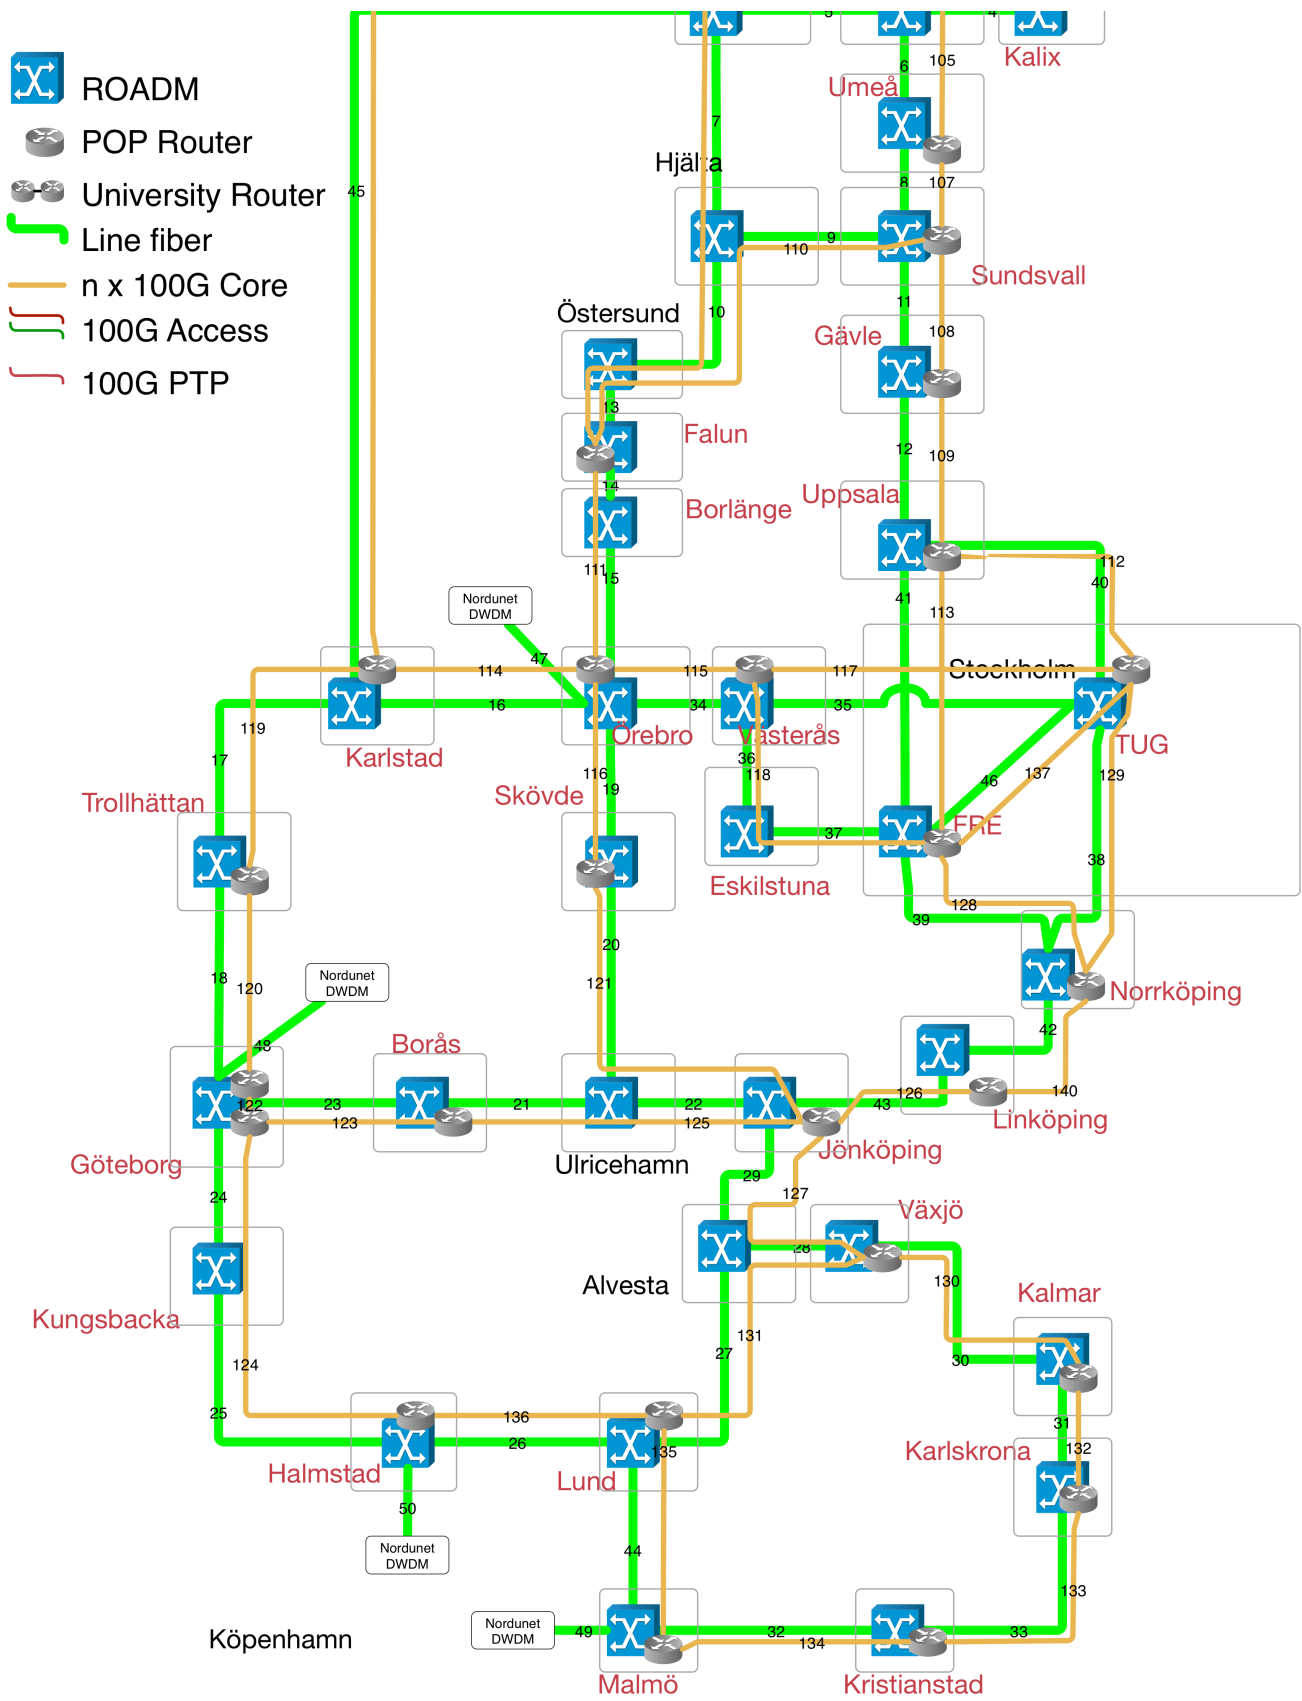 5
4
Kalix
6
105
ROADM
Umeå
7
POP Router
Hjälta
8
107
45
University Router
Line fiber
9
110
Sundsvall
n x 100G Core
11
10
Östersund
108
100G Access
Gävle
100G PTP
13
Falun
12
109
14
Uppsala
Borlänge
112
111
15
40
41
Nordunet
DWDM
113
47
114
115
117
Stockholm
16
34
35
119
Örebro
Västerås
TUG
Karlstad
17
36
116
118
137
129
46
19
Skövde
Trollhättan
FRE
37
38
Eskilstuna
128
39
20
18
Nordunet
DWDM
120
121
Norrköping
42
48
Borås
126
140
122
23
21
22
43
123
125
Linköping
Göteborg
Ulricehamn
Jönköping
29
24
127
Växjö
28
Alvesta
130
Kalmar
Kungsbacka
131
27
30
124
25
136
31
26
135
132
Karlskrona
Halmstad
Lund
50
Nordunet
DWDM
44
133
Köpenhamn
Nordunet
DWDM
49
32
134
33
Malmö
Kristianstad